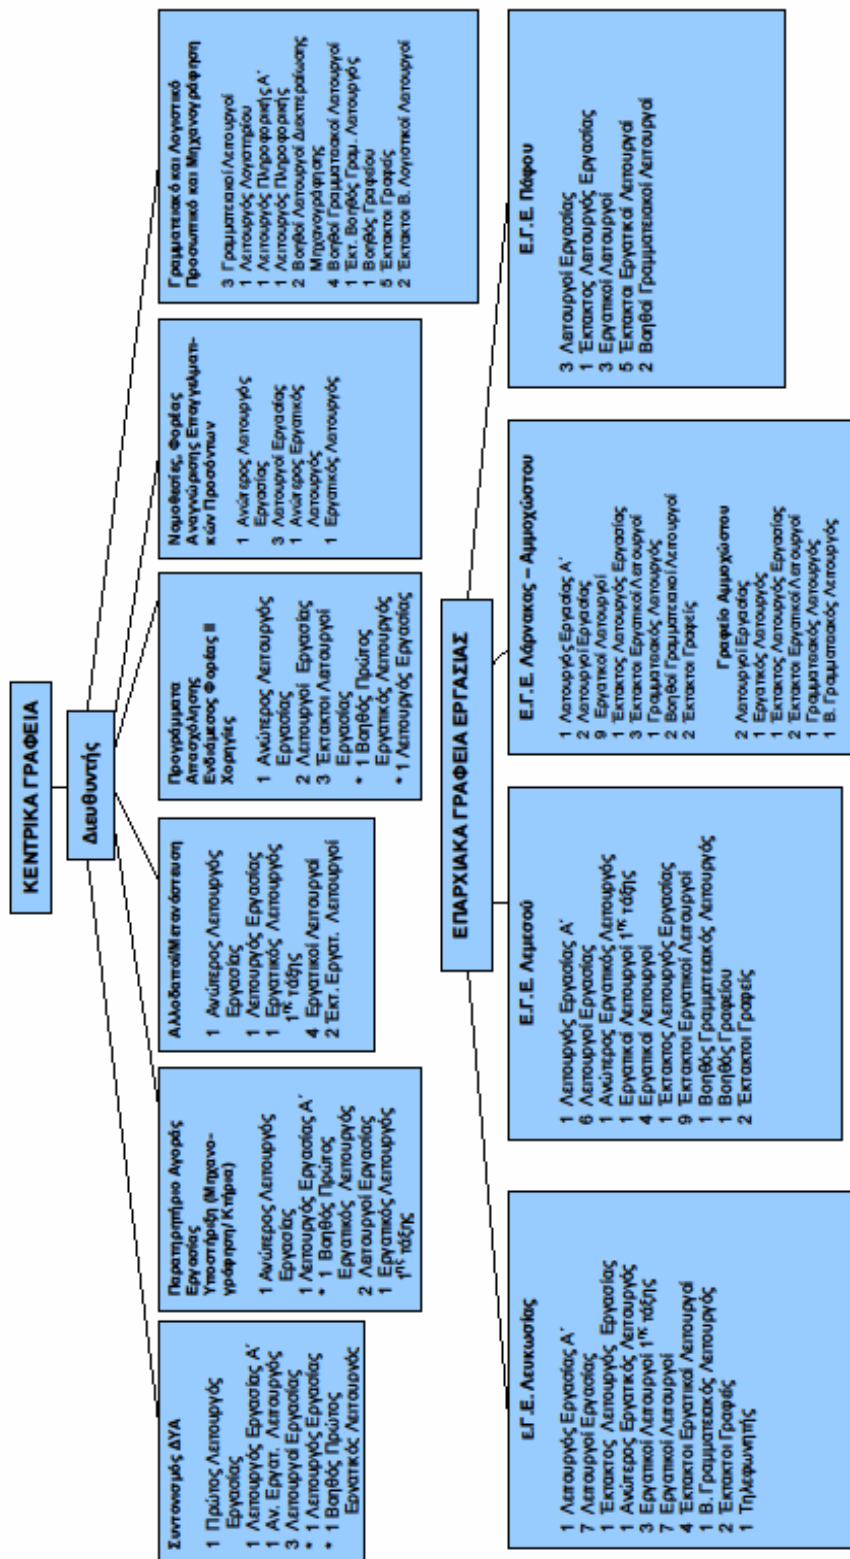 ΚΕΝΤΡΙΚΑ ΓΡΑΦΕΙΑ
Διευθυντής
Συντονισμός ΔΥΑ
1 Πρώτος Λειτουργός
Εργασίας
1 Λειτουργός Εργασίας Α΄
1 Αν. Εργατ. Λειτουργός
3 Λειτουργοί Εργασίας
* 1 Λειτουργός Εργασίας
* 1 Βοηθός Πρώτος
Εργατικός Λειτουργός
Παρατηρητήριο Αγοράς
Εργασίας
Υποστήριξη (Μηχανο-
γράφηση/ Κτήρια)
1 Ανώτερος Λειτουργός
Εργασίας
1 Λειτουργός Εργασίας Α΄
* 1 Βοηθός Πρώτος
Εργατικός Λειτουργός
2 Λειτουργοί Εργασίας
1 Εργατικός Λειτουργός
1ης τάξης
Αλλοδαποί/Μετανάστευση
1 Ανώτερος Λειτουργός
Εργασίας
1 Λειτουργός Εργασίας
1 Εργατικός Λειτουργός
1ης τάξης
4 Εργατικοί Λειτουργοί
2 Έκτ. Εργατ. Λειτουργοί
Προγράμματα
Απασχόλησης
Ενδιάμεσος Φορέας ΙΙ
Χορηγίες
1 Ανώτερος Λειτουργός
Εργασίας
2 Λειτουργοί Εργασίας
3 Έκτακτοι Λειτουργοί
Εργασίας
* 1 Βοηθός Πρώτος
Εργατικός Λειτουργός
* 1 Λειτουργός Εργασίας
Νομοθεσίες, Φορέας
Αναγνώρισης Επαγγελματι-
κών Προσόντων
1 Ανώτερος Λειτουργός
Εργασίας
3 Λειτουργοί Εργασίας
1 Ανώτερος Εργατικός
Λειτουργός
1 Εργατικός Λειτουργός
Γραμματειακό και Λογιστικό
Προσωπικό και Μηχανογράφηση
3 Γραμματειακοί Λειτουργοί
1 Λειτουργός Λογιστηρίου
1 Λειτουργός Πληροφορικής Α΄
1 Λειτουργός Πληροφορικής
2 Βοηθοί Λειτουργοί Διεκπεραίωσης
Μηχανογράφησης
4 Βοηθοί Γραμματειακοί Λειτουργοί
1 Έκτ. Βοηθός Γραμ. Λειτουργός
1 Βοηθός Γραφείου
5 Έκτακτοι Γραφείς
2 Έκτακτοι Β. Λογιστικοί Λειτουργοί
ΕΠΑΡΧΙΑΚΑ ΓΡΑΦΕΙΑ ΕΡΓΑΣΙΑΣ
Ε.Γ.Ε. Λευκωσίας
1 Λειτουργός Εργασίας Α΄
7 Λειτουργοί Εργασίας
1 Έκτακτος Λειτουργός Εργασίας
1 Ανώτερος Εργατικός Λειτουργός
3 Εργατικοί Λειτουργοί 1ης τάξης
7 Εργατικοί Λειτουργοί
4 Έκτακτοι Εργατικοί Λειτουργοί
1 Β. Γραμματειακός Λειτουργός
2 Έκτακτοι Γραφείς
1 Τηλεφωνητής
Ε.Γ.Ε. Λεμεσού
1 Λειτουργός Εργασίας Α΄
6 Λειτουργοί Εργασίας
1 Ανώτερος Εργατικός Λειτουργός
1 Εργατικοί Λειτουργοί 1ης τάξης
4 Εργατικοί Λειτουργοί
1 Έκτακτος Λειτουργός Εργασίας
9 Έκτακτοι Εργατικοί Λειτουργοί
1 Βοηθός Γραμματειακός Λειτουργός
1 Βοηθός Γραφείου
2 Έκτακτοι Γραφείς
Ε.Γ.Ε. Λάρνακας – Αμμοχώστου
1 Λειτουργός Εργασίας Α΄
2 Λειτουργοί Εργασίας
9 Εργατικοί Λειτουργοί
1 Έκτακτος Λειτουργός Εργασίας
3 Έκτακτοι Εργατικοί Λειτουργοί
1 Γραμματειακός Λειτουργός
2 Βοηθοί Γραμματειακοί Λειτουργοί
2 Έκτακτοι Γραφείς
Γραφείο Αμμοχώστου
2 Λειτουργοί Εργασίας
1 Εργατικός Λειτουργός
1 Έκτακτος Λειτουργός Εργασίας
2 Έκτακτοι Εργατικοί Λειτουργοί
1 Γραμματειακός Λειτουργός
1 Β. Γραμματειακός Λειτουργός
Ε.Γ.Ε. Πάφου
3 Λειτουργοί Εργασίας
1 Έκτακτος Λειτουργός Εργασίας
3 Εργατικοί Λειτουργοί
5 Έκτακτοι Εργατικοί Λειτουργοί
2 Βοηθοί Γραμματειακοί Λειτουργοί